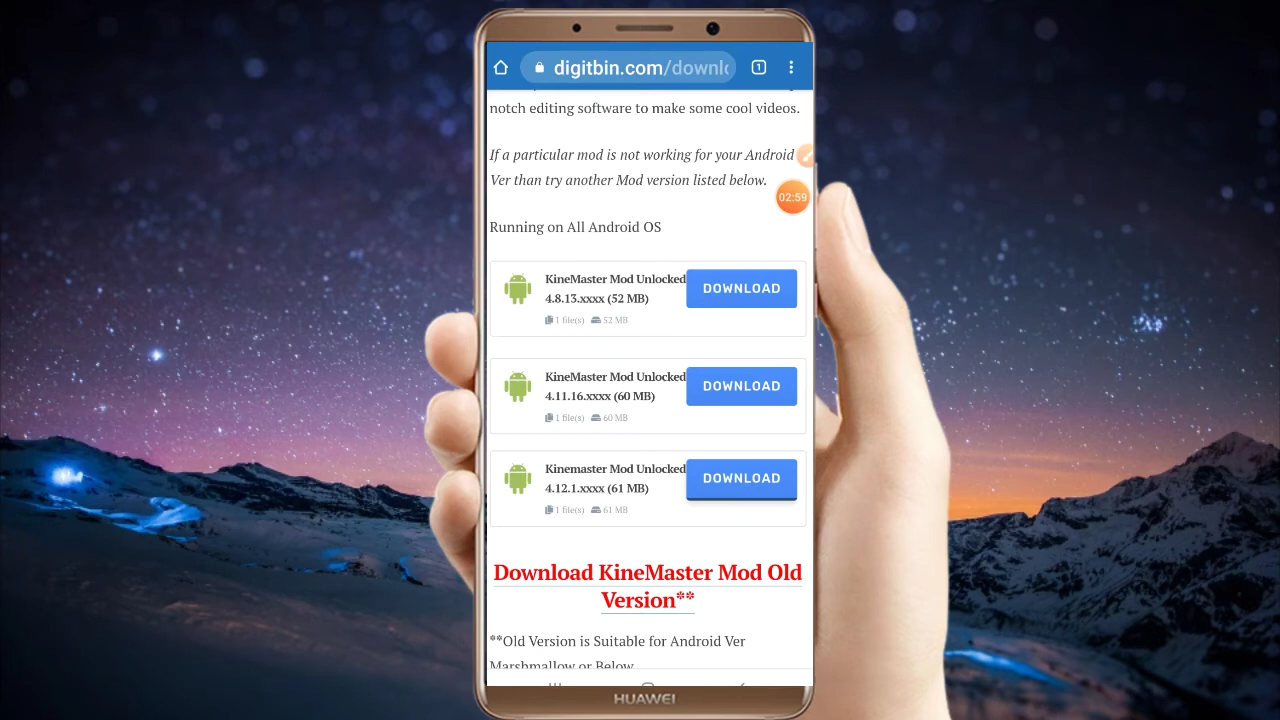 digitbin.com/downlo
notch editing software to make some cool videos.
If a particular mod is not working for your Android
Ver than try another Mod version listed below.
02:59
Running on All Android OS
KineMaster Mod Unlocked
4.8.13.xxxx (52 MB)
1 file(s) 52 MB
DOWNLOAD
KineMaster Mod Unlocked
4.11.16.xxxx (60 MB)
1 file(s) 60 MB
DOWNLOAD
Kinemaster Mod Unlocked
4.12.1.xxxx (61 MB)
1 file(s) 61 MB
DOWNLOAD
Download KineMaster Mod Old
Version**
**Old Version is Suitable for Android Ver
Marshmallow or Below
HUAWEI